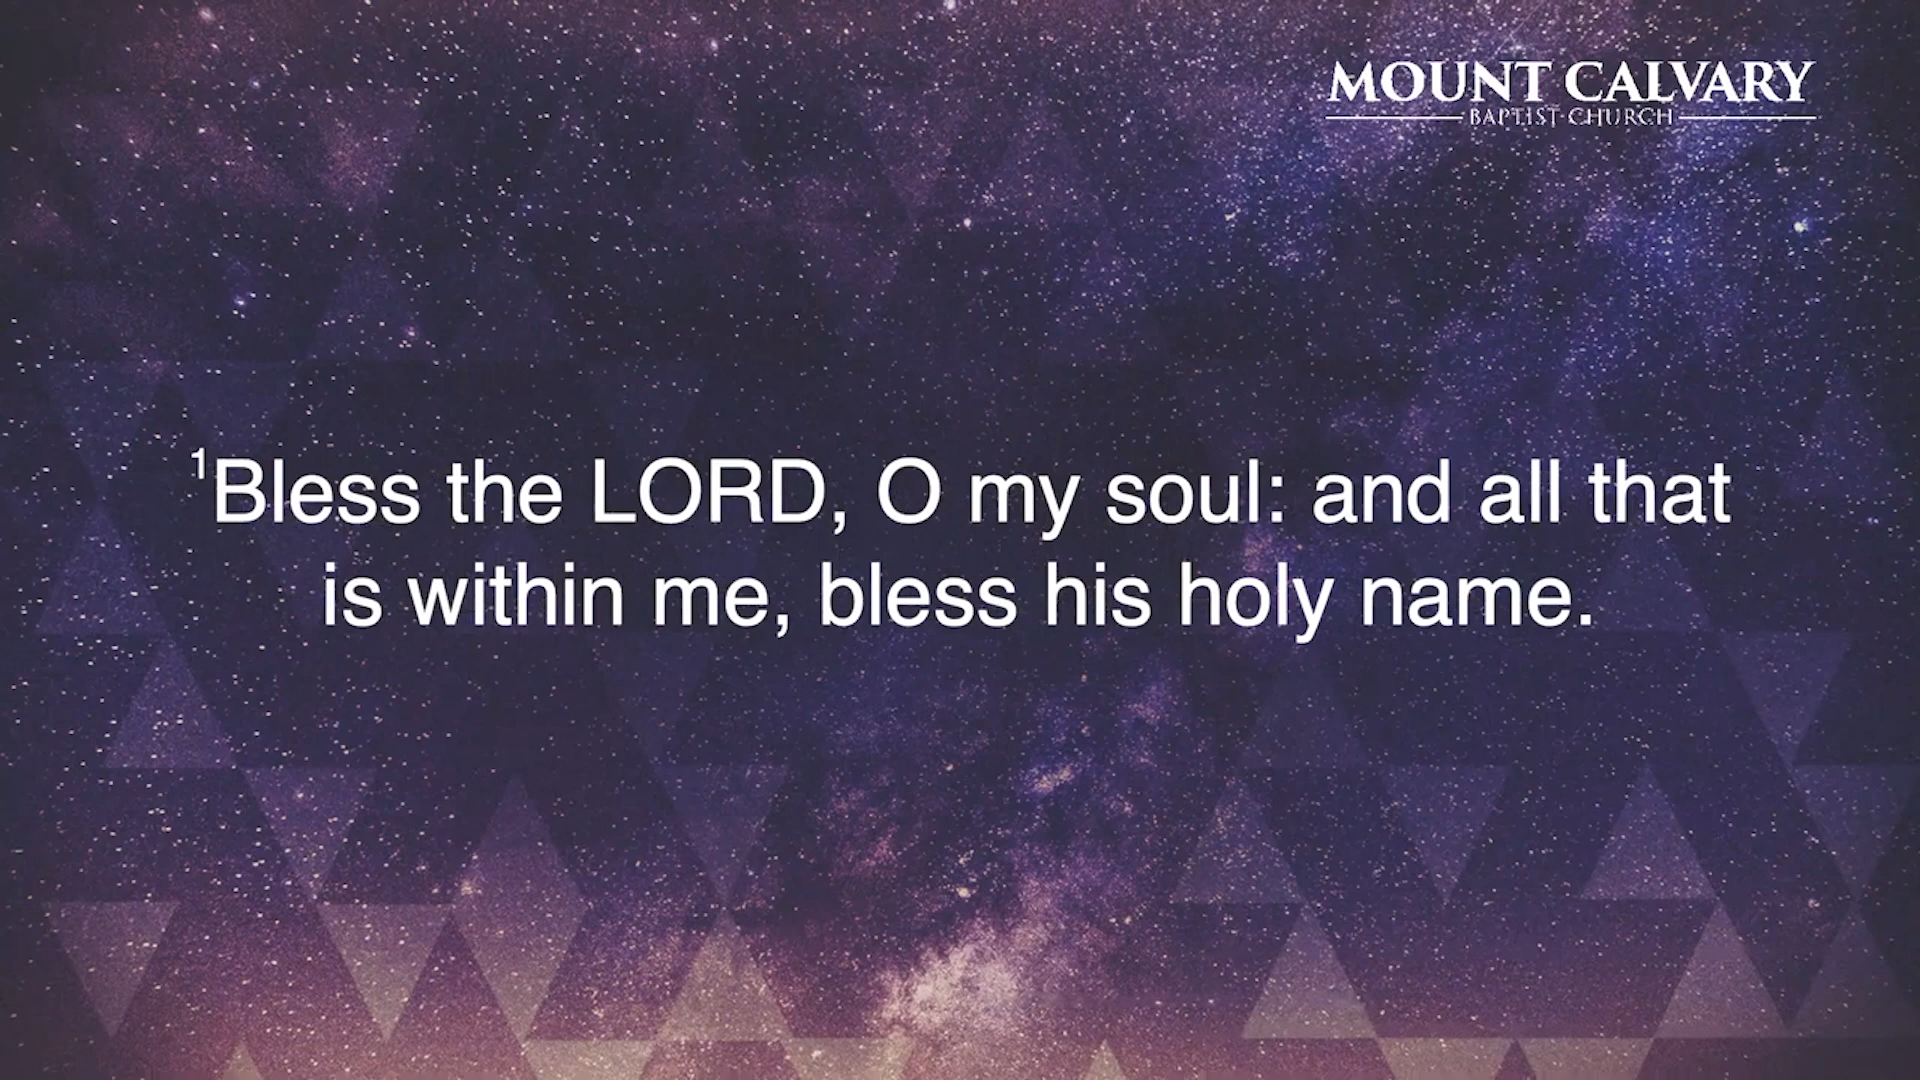 MOUNT CALVARY
BAPTIST CHURCH
¹Bless the LORD, O my soul: and all that
is within me, bless his holy name.